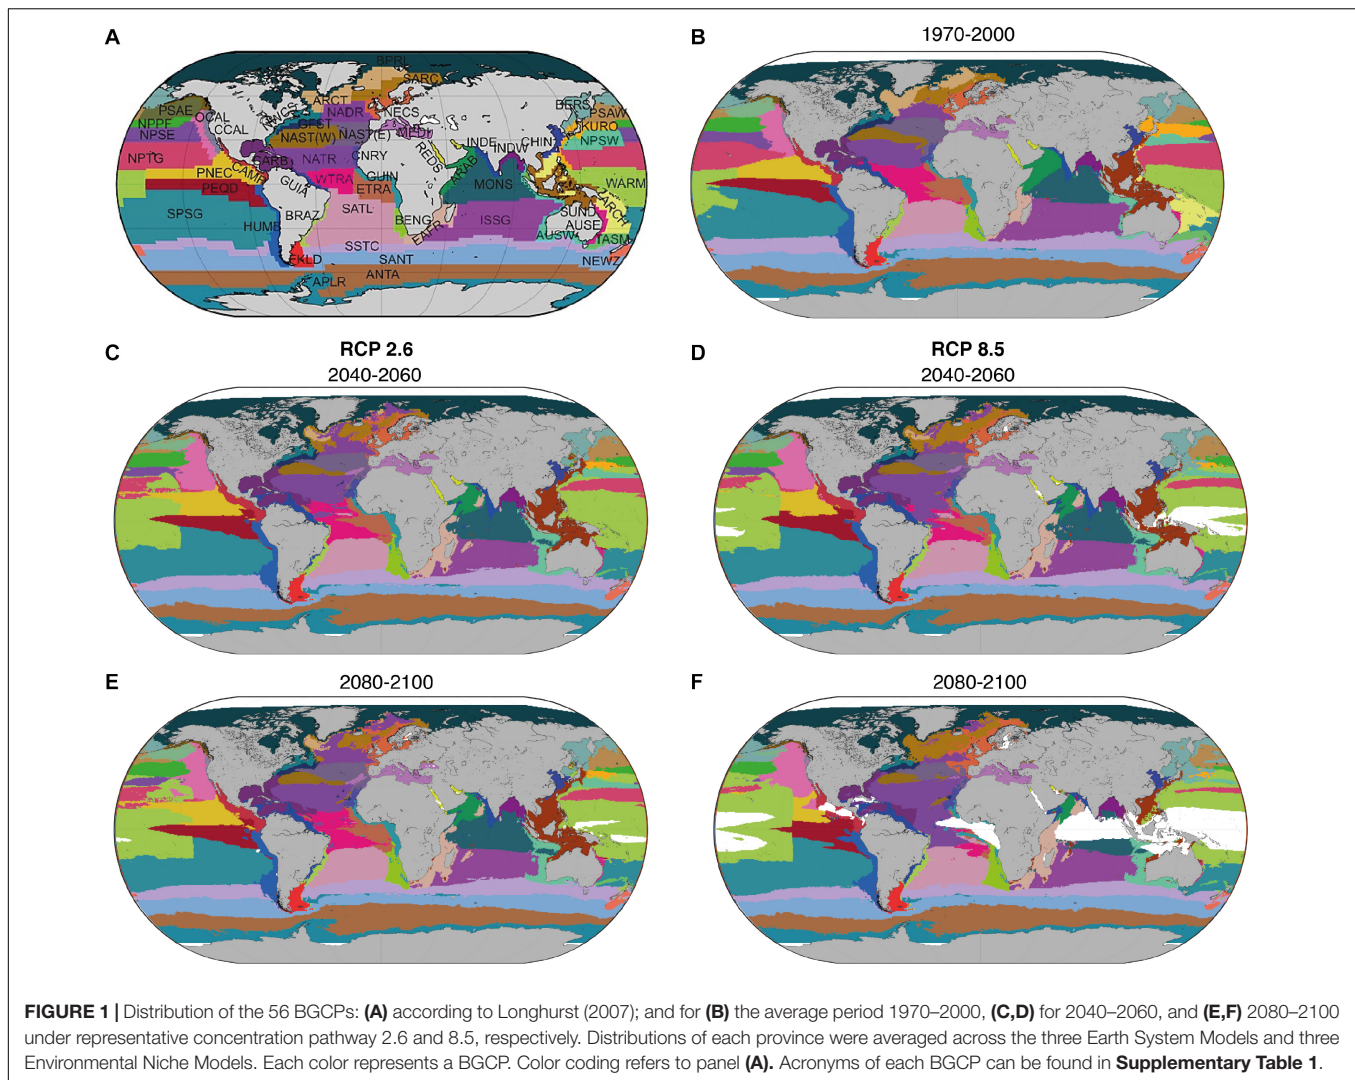 A
BPRL
SARC
ARCT
PSAE
OCAL
NWCS
NADR
NECS
BERS
PSAW
NPPF
CCAL
GFST
KURO
NPSE
NAST(W)
NAST(E)
MEDI
INDE
CHIN
NPSW
INDW
NPTG
CARB
NATR
CNRY
REDS
ARAB
PNEC
CAMR
WTRA
GUIN
MONS
WARM
PEQD
GUIA
ETRA
SPSG
BRAZ
SATL
BENG
ISSG
SUND
ARCH
HUMB
EAFR
AUSE
AUSW
TASM
SSTC
FKLD
SANT
NEWZ
ANTA
APLR
B
1970-2000
C
RCP 2.6
2040-2060
D
RCP 8.5
2040-2060
E
2080-2100
F
2080-2100
FIGURE 1 | Distribution of the 56 BGCPs: (A) according to Longhurst (2007); and for (B) the average period 1970–2000, (C,D) for 2040–2060, and (E,F) 2080–2100
under representative concentration pathway 2.6 and 8.5, respectively. Distributions of each province were averaged across the three Earth System Models and three
Environmental Niche Models. Each color represents a BGCP. Color coding refers to panel (A). Acronyms of each BGCP can be found in Supplementary Table 1.